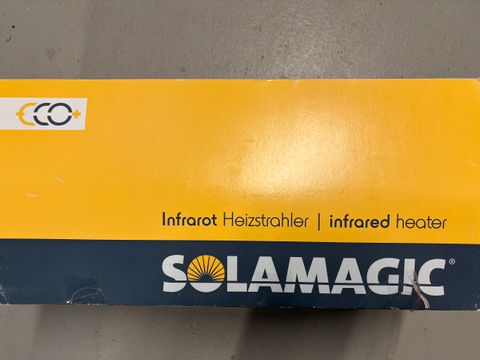 ECO+
Infrarot Heizstrahler | infrared heater
SOLAMAGIC®